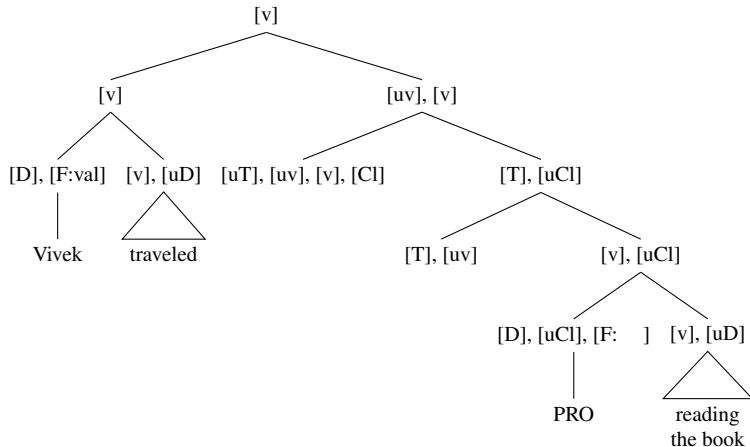 [v]
[v] [uv], [v]
[D], [F:val] [v], [uD] [uT], [uv], [v], [Cl] [T], [uCl]
Vivek traveled [T], [uv] [v], [uCl]
[D], [uCl], [F: ] [v], [uD]
PRO reading
the book